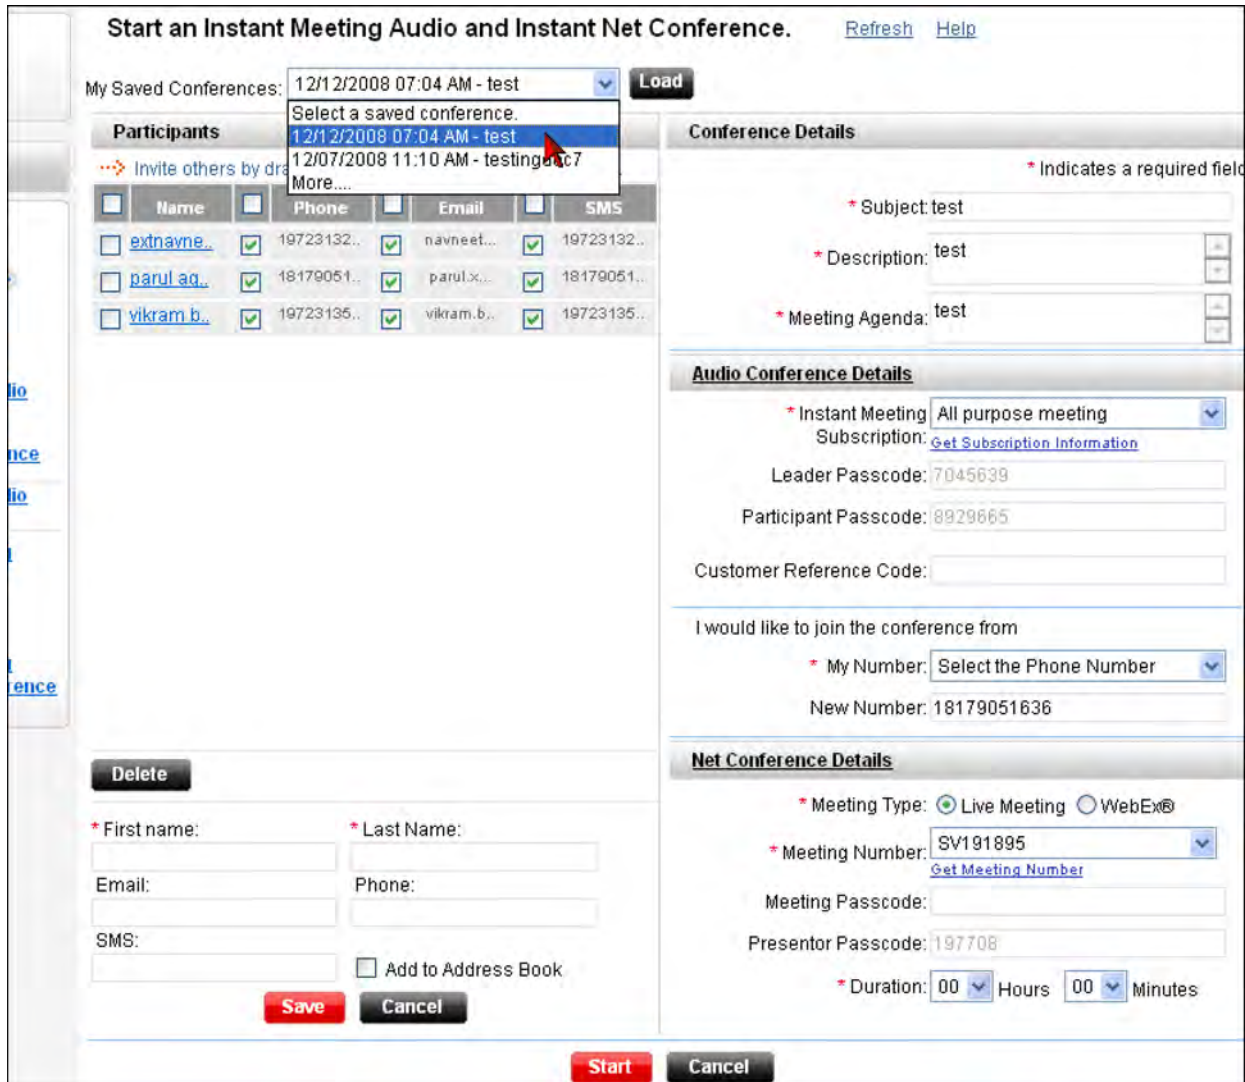 Start an Instant Meeting Audio and Instant Net Conference. Refresh Help
My Saved Conferences: 12/12/2008 07:04 AM - test Load
Select a saved conference.
12/12/2008 07:04 AM - test
12/07/2008 11:10 AM -
More....
Participants
Invite others by
Name Phone Email SMS
extnavne.. 19723132.. navneet... 19723132..
parul ag.. 18179051.. parul.x... 18179051..
vikram.b.. 19723135.. vikram.b.. 19723135..
Delete
* First name: * Last Name:
Email: Phone:
SMS:
Add to Address Book
Save Cancel
Conference Details
* Indicates a required field
* Subject: test
* Description: test
* Meeting Agenda: test
Audio Conference Details
* Instant Meeting All purpose meeting
Subscription: Get Subscription Information
Leader Passcode: 7045639
Participant Passcode: 8929665
Customer Reference Code:
I would like to join the conference from
* My Number: Select the Phone Number
New Number: 18179051636
Net Conference Details
* Meeting Type: Live Meeting WebEx®
* Meeting Number: SV191895
Get Meeting Number
Meeting Passcode:
Presentor Passcode: 197708
* Duration: 00 Hours 00 Minutes
Start Cancel
lio
nce
lio
rence